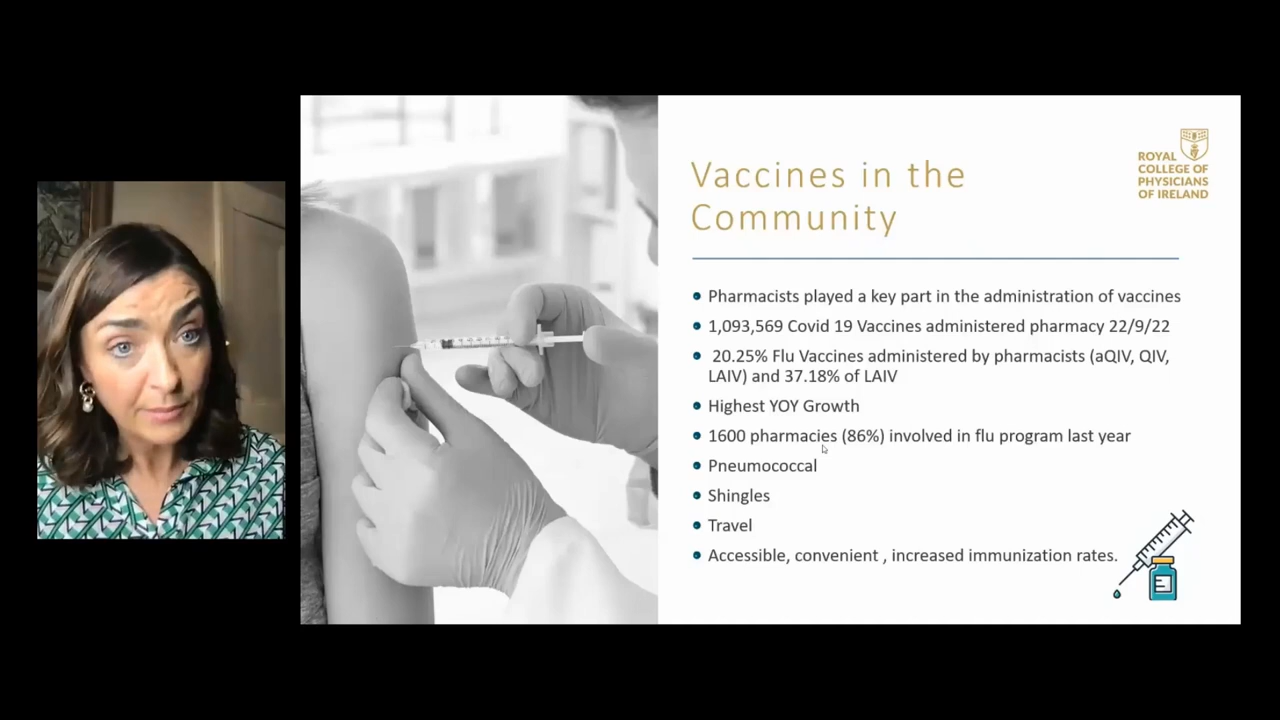 Vaccines in the
Community
ROYAL
COLLEGE OF
PHYSICIANS
OF IRELAND
• Pharmacists played a key part in the administration of vaccines
• 1,093,569 Covid 19 Vaccines administered pharmacy 22/9/22
• 20.25% Flu Vaccines administered by pharmacists (aQIV, QIV,
LAIV) and 37.18% of LAIV
• Highest YOY Growth
• 1600 pharmacies (86%) involved in flu program last year
• Pneumococcal
• Shingles
• Travel
• Accessible, convenient , increased immunization rates.